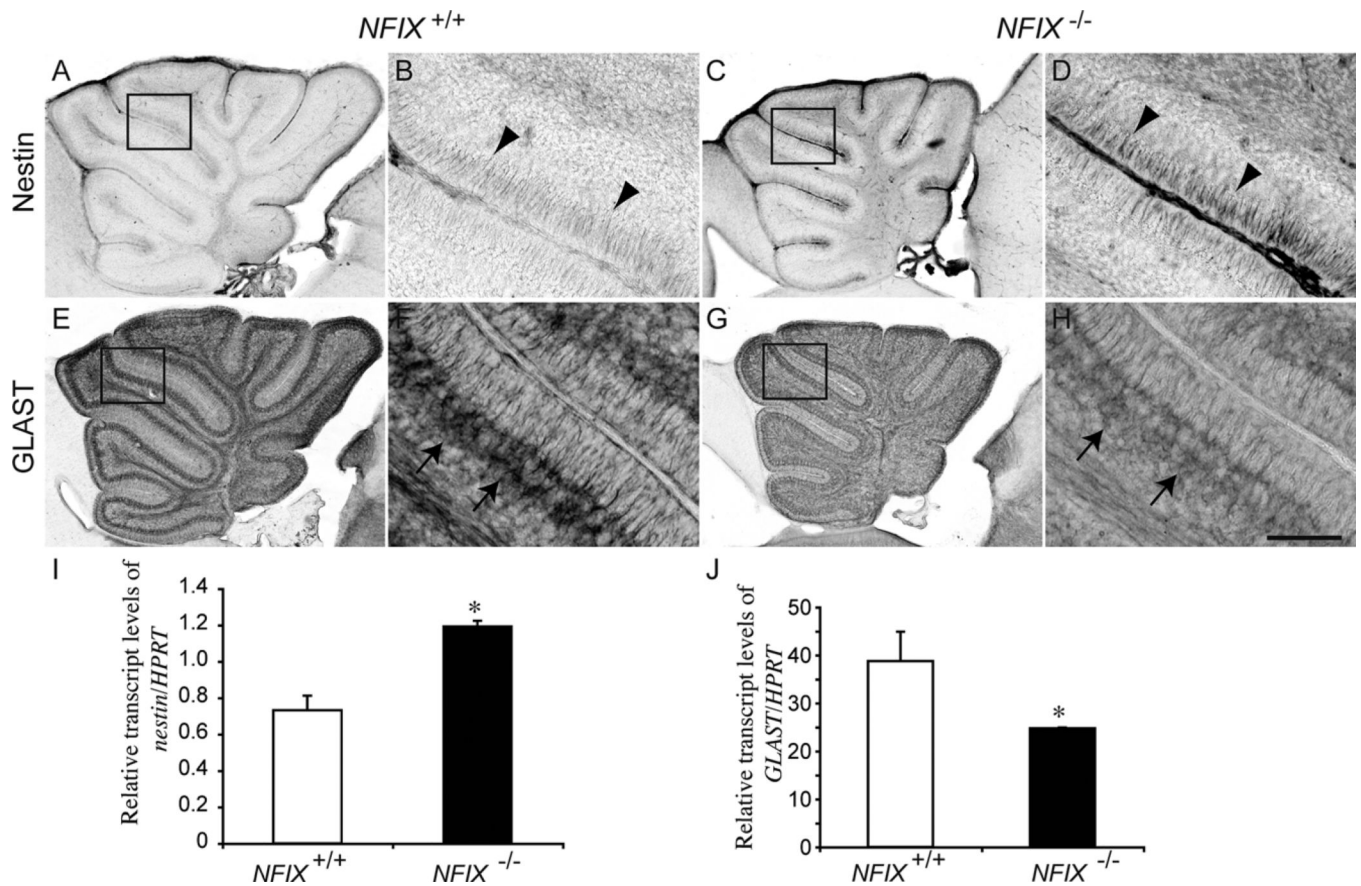 NFIX +/+
NFIX -/-
A
B
C
D
Nestin
E
F
G
H
GLAST
I
J
Relative transcript levels of
nestin/HPRT
1.4
1.2
0.8
0.6
0.4
0.2
0
*
NFIX +/+
NFIX -/-
Relative transcript levels of
GLAST/HPRT
50
40
30
35
20
25
10
0
*
NFIX +/+
NFIX -/-